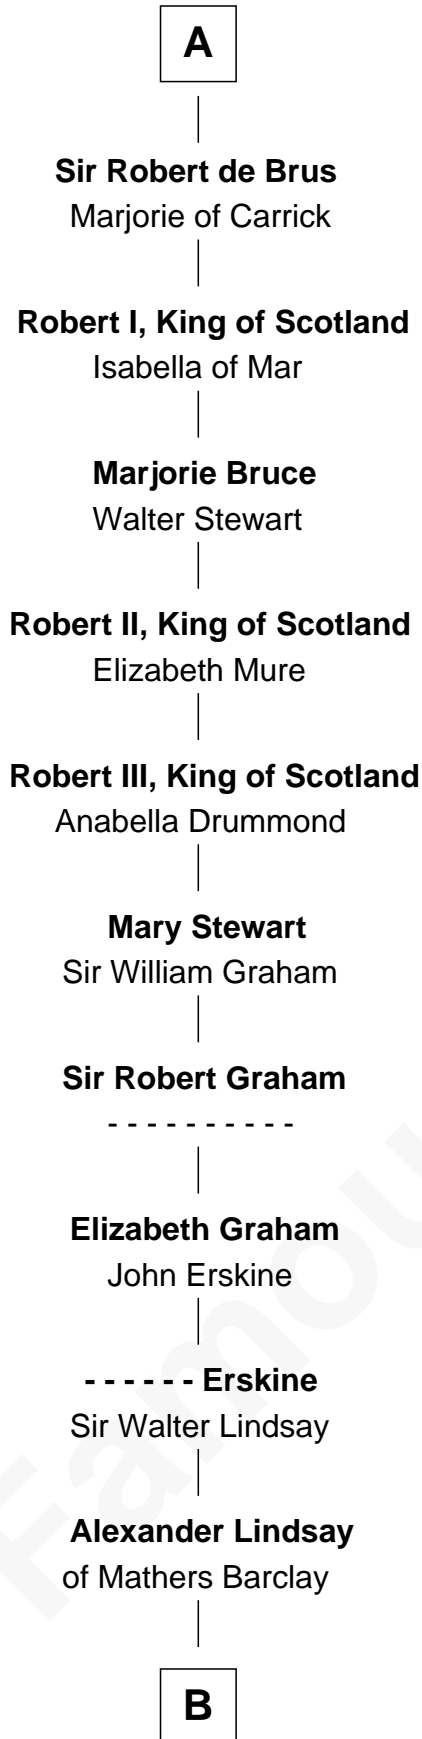 A
Sir Robert de Brus
Marjorie of Carrick
Robert I, King of Scotland
Isabella of Mar
Marjorie Bruce
Walter Stewart
Robert II, King of Scotland
Elizabeth Mure
Robert III, King of Scotland
Anabella Drummond
Mary Stewart
Sir William Graham
Sir Robert Graham
- - - - - - - - - -
Elizabeth Graham
John Erskine
- - - - - - Erskine
Sir Walter Lindsay
Alexander Lindsay
of Mathers Barclay
B
Famou